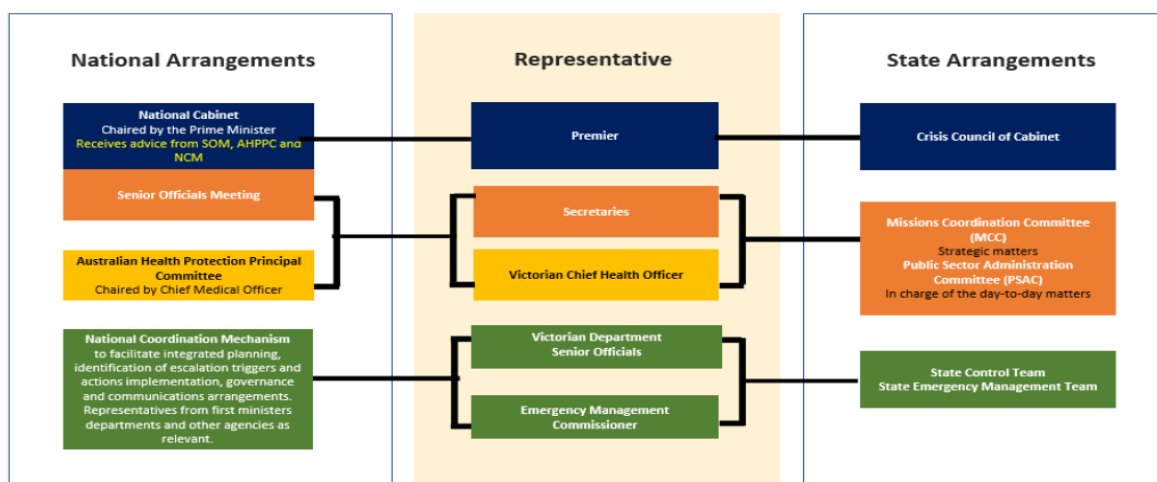 National Arrangements
National Cabinet
Chaired by the Prime Minister
Receives advice from SOM, AHPPC and
NCM
Senior Officials Meeting
Australian Health Protection Principal
Committee
Chaired by Chief Medical Officer
National Coordination Mechanism
to facilitate integrated planning,
identification of escalation triggers and
actions implementation, governance
and communications arrangements.
Representatives from first ministers
departments and other agencies as
relevant.
Representative
Premier
Secretaries
Victorian Chief Health Officer
Victorian Department
Senior Officials
Emergency Management
Commissioner
State Arrangements
Crisis Council of Cabinet
Missions Coordination Committee
(MCC)
Strategic matters
Public Sector Administration
Committee (PSAC)
In charge of the day-to-day matters
State Control Team
State Emergency Management Team